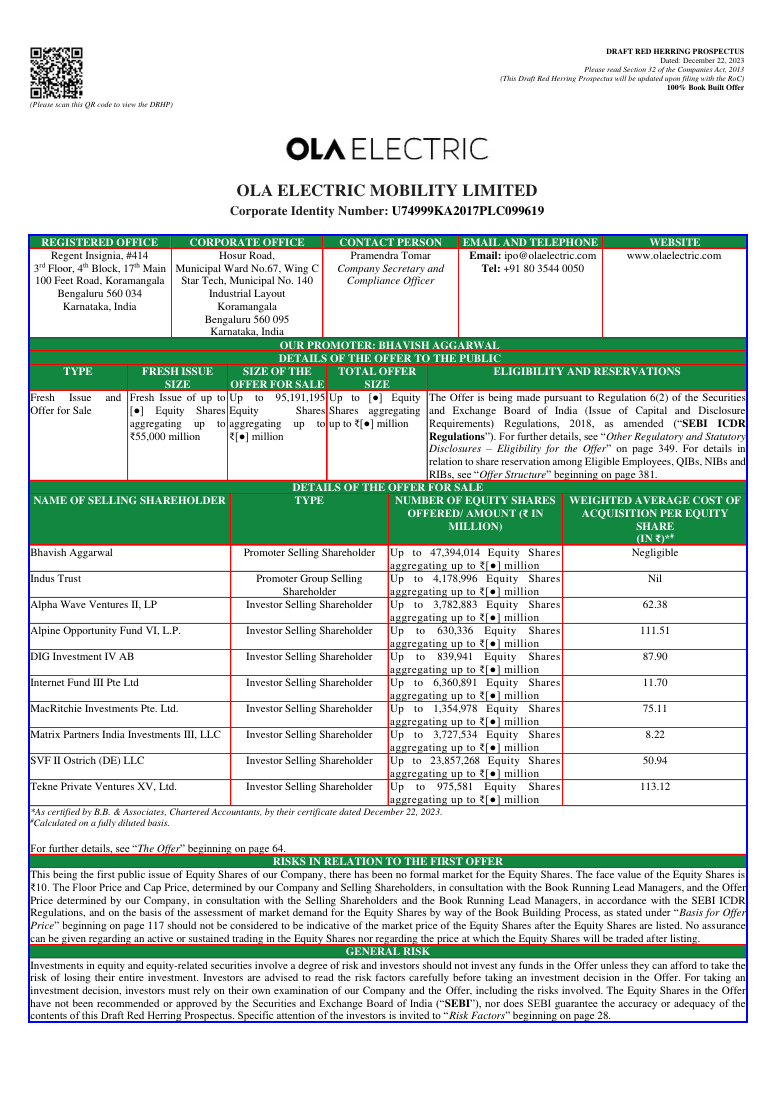 DRAFT RED HERRING PROSPECTUS
Dated: December 22, 2023
Please read Section 32 of the Companies Act, 2013
(This Draft Red Herring Prospectus will be updated upon filing with the RoC)
100% Book Built Offer
(Please scan this QR code to view the DRHP)
OLA ELECTRIC
OLA ELECTRIC MOBILITY LIMITED
Corporate Identity Number: U74999KA2017PLC099619
REGISTERED OFFICE
CORPORATE OFFICE
CONTACT PERSON
EMAIL AND TELEPHONE
WEBSITE
Regent Insignia, #414
3rd Floor, 4th Block, 17th Main
100 Feet Road, Koramangala
Bengaluru 560 034
Karnataka, India
Hosur Road,
Municipal Ward No.67, Wing C
Star Tech, Municipal No. 140
Industrial Layout
Koramangala
Bengaluru 560 095
Karnataka, India
Pramendra Tomar
Company Secretary and
Compliance Officer
Email: ipo@olaelectric.com
Tel: +91 80 3544 0050
www.olaelectric.com
OUR PROMOTER: BHAVISH AGGARWAL
DETAILS OF THE OFFER TO THE PUBLIC
TYPE
FRESH ISSUE
SIZE
SIZE OF THE
OFFER FOR SALE
TOTAL OFFER
SIZE
ELIGIBILITY AND RESERVATIONS
Fresh Issue and
Offer for Sale
Fresh Issue of up to
[●] Equity Shares
aggregating up to
₹55,000 million
Up to 95,191,195
Equity Shares
aggregating up to
₹[●] million
Up to [●] Equity
Shares aggregating
up to ₹[●] million
The Offer is being made pursuant to Regulation 6(2) of the Securities
and Exchange Board of India (Issue of Capital and Disclosure
Requirements) Regulations, 2018, as amended (“SEBI ICDR
Regulations”). For further details, see “Other Regulatory and Statutory
Disclosures – Eligibility for the Offer” on page 349. For details in
relation to share reservation among Eligible Employees, QIBs, NIBs and
RIBs, see “Offer Structure” beginning on page 381.
DETAILS OF THE OFFER FOR SALE
NAME OF SELLING SHAREHOLDER
TYPE
NUMBER OF EQUITY SHARES
OFFERED/ AMOUNT (₹ IN
MILLION)
WEIGHTED AVERAGE COST OF
ACQUISITION PER EQUITY
SHARE
(IN ₹)*#
Bhavish Aggarwal
Promoter Selling Shareholder
Up to 47,394,014 Equity Shares
aggregating up to ₹[●] million
Negligible
Indus Trust
Promoter Group Selling
Shareholder
Up to 4,178,996 Equity Shares
aggregating up to ₹[●] million
Nil
Alpha Wave Ventures II, LP
Investor Selling Shareholder
Up to 3,782,883 Equity Shares
aggregating up to ₹[●] million
62.38
Alpine Opportunity Fund VI, L.P.
Investor Selling Shareholder
Up to 630,336 Equity Shares
aggregating up to ₹[●] million
111.51
DIG Investment IV AB
Investor Selling Shareholder
Up to 839,941 Equity Shares
aggregating up to ₹[●] million
87.90
Internet Fund III Pte Ltd
Investor Selling Shareholder
Up to 6,360,891 Equity Shares
aggregating up to ₹[●] million
11.70
MacRitchie Investments Pte. Ltd.
Investor Selling Shareholder
Up to 1,354,978 Equity Shares
aggregating up to ₹[●] million
75.11
Matrix Partners India Investments III, LLC
Investor Selling Shareholder
Up to 3,727,534 Equity Shares
aggregating up to ₹[●] million
8.22
SVF II Ostrich (DE) LLC
Investor Selling Shareholder
Up to 23,857,268 Equity Shares
aggregating up to ₹[●] million
50.94
Tekne Private Ventures XV, Ltd.
Investor Selling Shareholder
Up to 975,581 Equity Shares
aggregating up to ₹[●] million
113.12
*As certified by B.B. & Associates, Chartered Accountants, by their certificate dated December 22, 2023.
#Calculated on a fully diluted basis.
For further details, see “The Offer” beginning on page 64.
RISKS IN RELATION TO THE FIRST OFFER
This being the first public issue of Equity Shares of our Company, there has been no formal market for the Equity Shares. The face value of the Equity Shares is
₹10. The Floor Price and Cap Price, determined by our Company and Selling Shareholders, in consultation with the Book Running Lead Managers, and the Offer
Price determined by our Company, in consultation with the Selling Shareholders and the Book Running Lead Managers, in accordance with the SEBI ICDR
Regulations, and on the basis of the assessment of market demand for the Equity Shares by way of the Book Building Process, as stated under “Basis for Offer
Price” beginning on page 117 should not be considered to be indicative of the market price of the Equity Shares after the Equity Shares are listed. No assurance
can be given regarding an active or sustained trading in the Equity Shares nor regarding the price at which the Equity Shares will be traded after listing.
GENERAL RISK
Investments in equity and equity-related securities involve a degree of risk and investors should not invest any funds in the Offer unless they can afford to take the
risk of losing their entire investment. Investors are advised to read the risk factors carefully before taking an investment decision in the Offer. For taking an
investment decision, investors must rely on their own examination of our Company and the Offer, including the risks involved. The Equity Shares in the Offer
have not been recommended or approved by the Securities and Exchange Board of India (“SEBI”), nor does SEBI guarantee the accuracy or adequacy of the
contents of this Draft Red Herring Prospectus. Specific attention of the investors is invited to “Risk Factors” beginning on page 28.